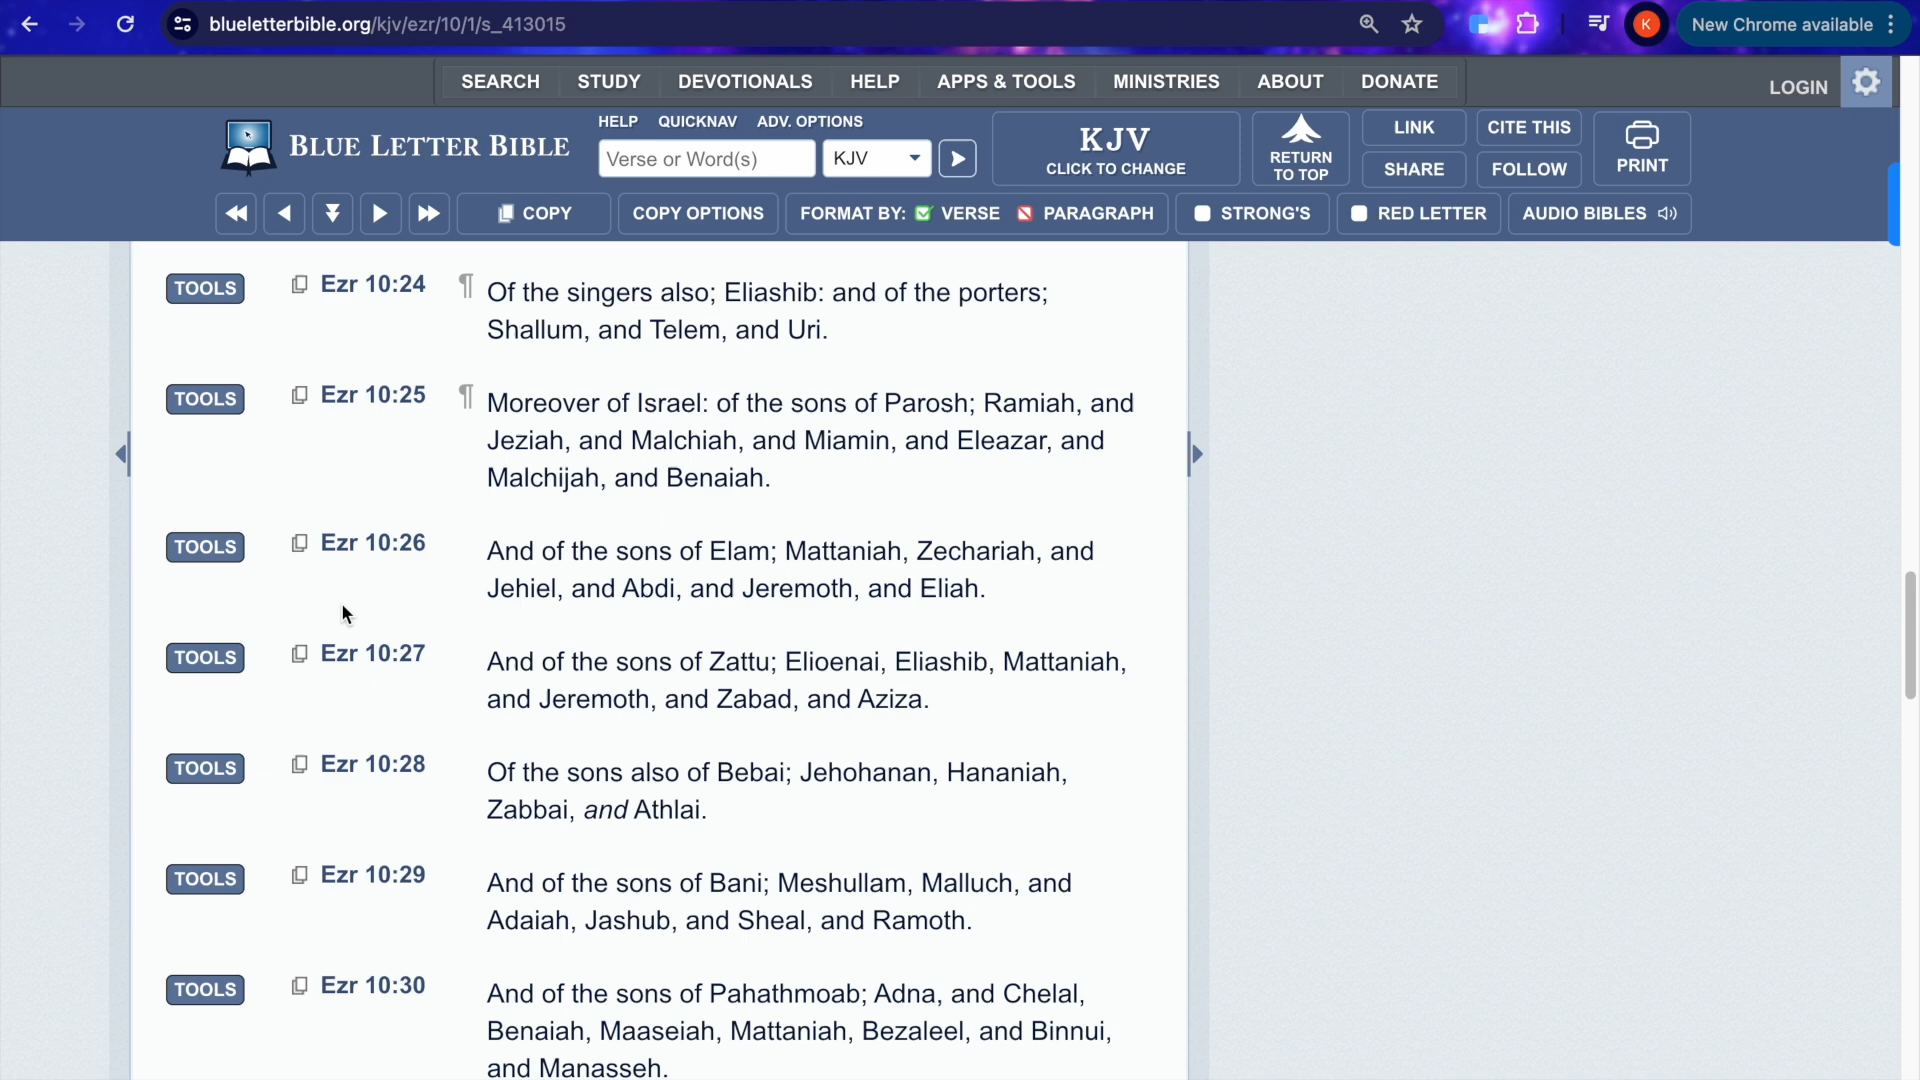 blueletterbible.org/kjv/ezr/10/1/s_413015
K
New Chrome available
SEARCH STUDY DEVOTIONALS HELP APPS & TOOLS MINISTRIES ABOUT DONATE
LOGIN
BLUE LETTER BIBLE
HELP QUICKNAV ADV. OPTIONS
Verse or Word(s)
KJV
KJV
CLICK TO CHANGE
RETURN
TO TOP
LINK
CITE THIS
SHARE
FOLLOW
PRINT
COPY
COPY OPTIONS
FORMAT BY: VERSE PARAGRAPH
STRONG'S
RED LETTER
AUDIO BIBLES
TOOLS Ezr 10:24 ¶ Of the singers also; Eliashib: and of the porters;
Shallum, and Telem, and Uri.
TOOLS Ezr 10:25 ¶ Moreover of Israel: of the sons of Parosh; Ramiah, and
Jeziah, and Malchiah, and Miamin, and Eleazar, and
Malchijah, and Benaiah.
TOOLS Ezr 10:26 And of the sons of Elam; Mattaniah, Zechariah, and
Jehiel, and Abdi, and Jeremoth, and Eliah.
TOOLS Ezr 10:27 And of the sons of Zattu; Elioenai, Eliashib, Mattaniah,
and Jeremoth, and Zabad, and Aziza.
TOOLS Ezr 10:28 Of the sons also of Bebai; Jehohanan, Hananiah,
Zabbai, and Athlai.
TOOLS Ezr 10:29 And of the sons of Bani; Meshullam, Malluch, and
Adaiah, Jashub, and Sheal, and Ramoth.
TOOLS Ezr 10:30 And of the sons of Pahathmoab; Adna, and Chelal,
Benaiah, Maaseiah, Mattaniah, Bezaleel, and Binnui,
and Manasseh.